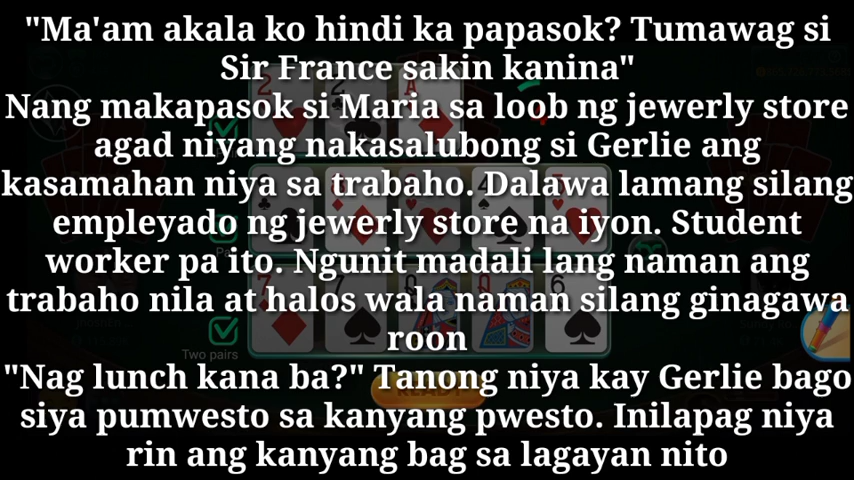 "Ma'am akala ko hindi ka papasok? Tumawag si
Sir France sakin kanina"
Nang makapasok si Maria sa loob ng jewerly store
agad niyang nakasalubong si Gerlie ang
kasamahan niya sa trabaho. Dalawa lamang silang
empleyado ng jewerly store na iyon. Student
worker pa ito. Ngunit madali lang naman ang
trabaho nila at halos wala naman silang ginagawa
roon
Two pairs
"Nag lunch kana ba?" Tanong niya kay Gerlie bago
siya pumwesto sa kanyang pwesto. Inilapag niya
rin ang kanyang bag sa lagayan nito